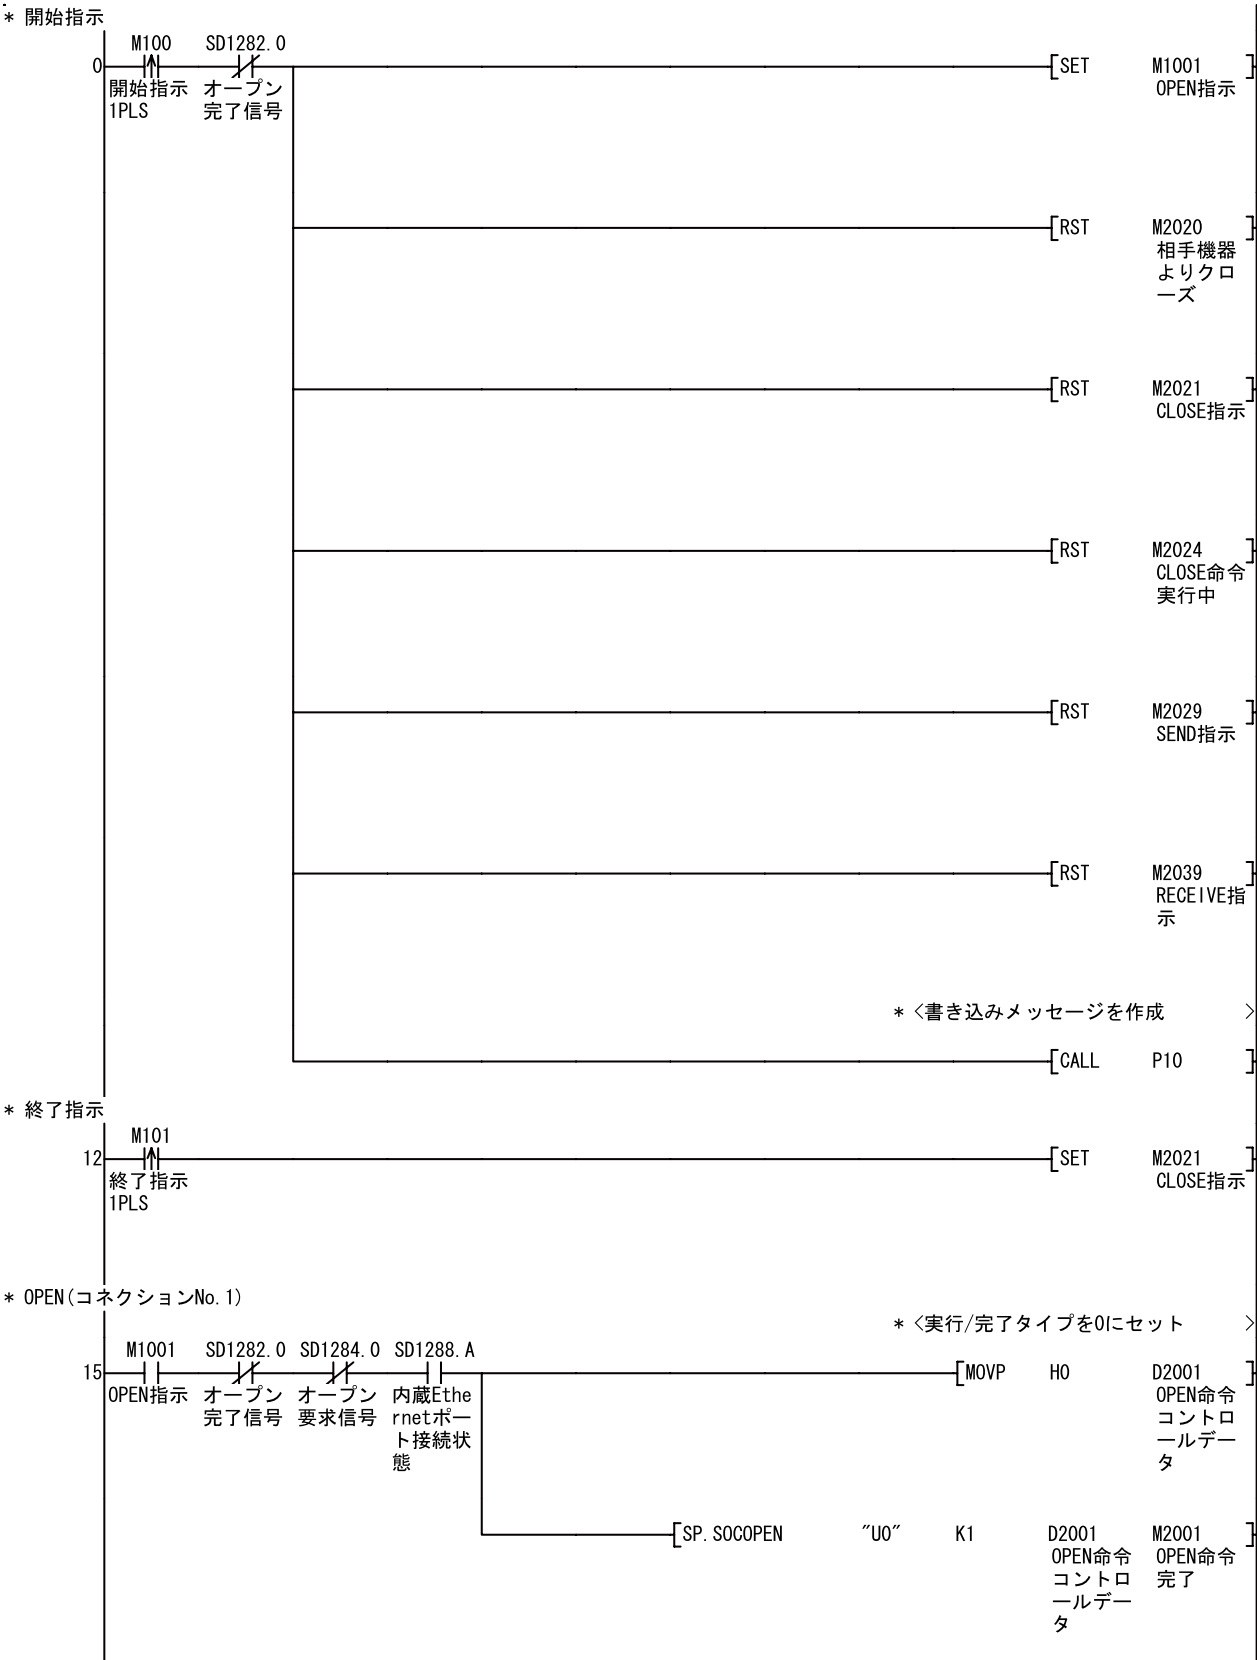 * 開始指示
M100 SD1282.0
0 [SET M1001 ]
開始指示 オープン OPEN指示
1PLS 完了信号
[RST M2020 ]
相手機器
よりクロ
ーズ
[RST M2021 ]
CLOSE指示
[RST M2024 ]
CLOSE命令
実行中
[RST M2029 ]
SEND指示
[RST M2039 ]
RECEIVE指
示
* <書き込みメッセージを作成 >
[CALL P10 ]
* 終了指示
M101
12 [SET M2021 ]
終了指示 CLOSE指示
1PLS
* OPEN(コネクションNo.1)
* <実行/完了タイプを0にセット >
M1001 SD1282.0 SD1284.0 SD1288.A
15 [MOVP H0 D2001 ]
OPEN指示 オープン オープン 内蔵Ethe OPEN命令
完了信号 要求信号 rnetポー コントロ
ト接続状 ールデー
態 タ
[SP.SOCOPEN "U0" K1 D2001 M2001 ]
OPEN命令 OPEN命令
コントロ 完了
ールデー
タ